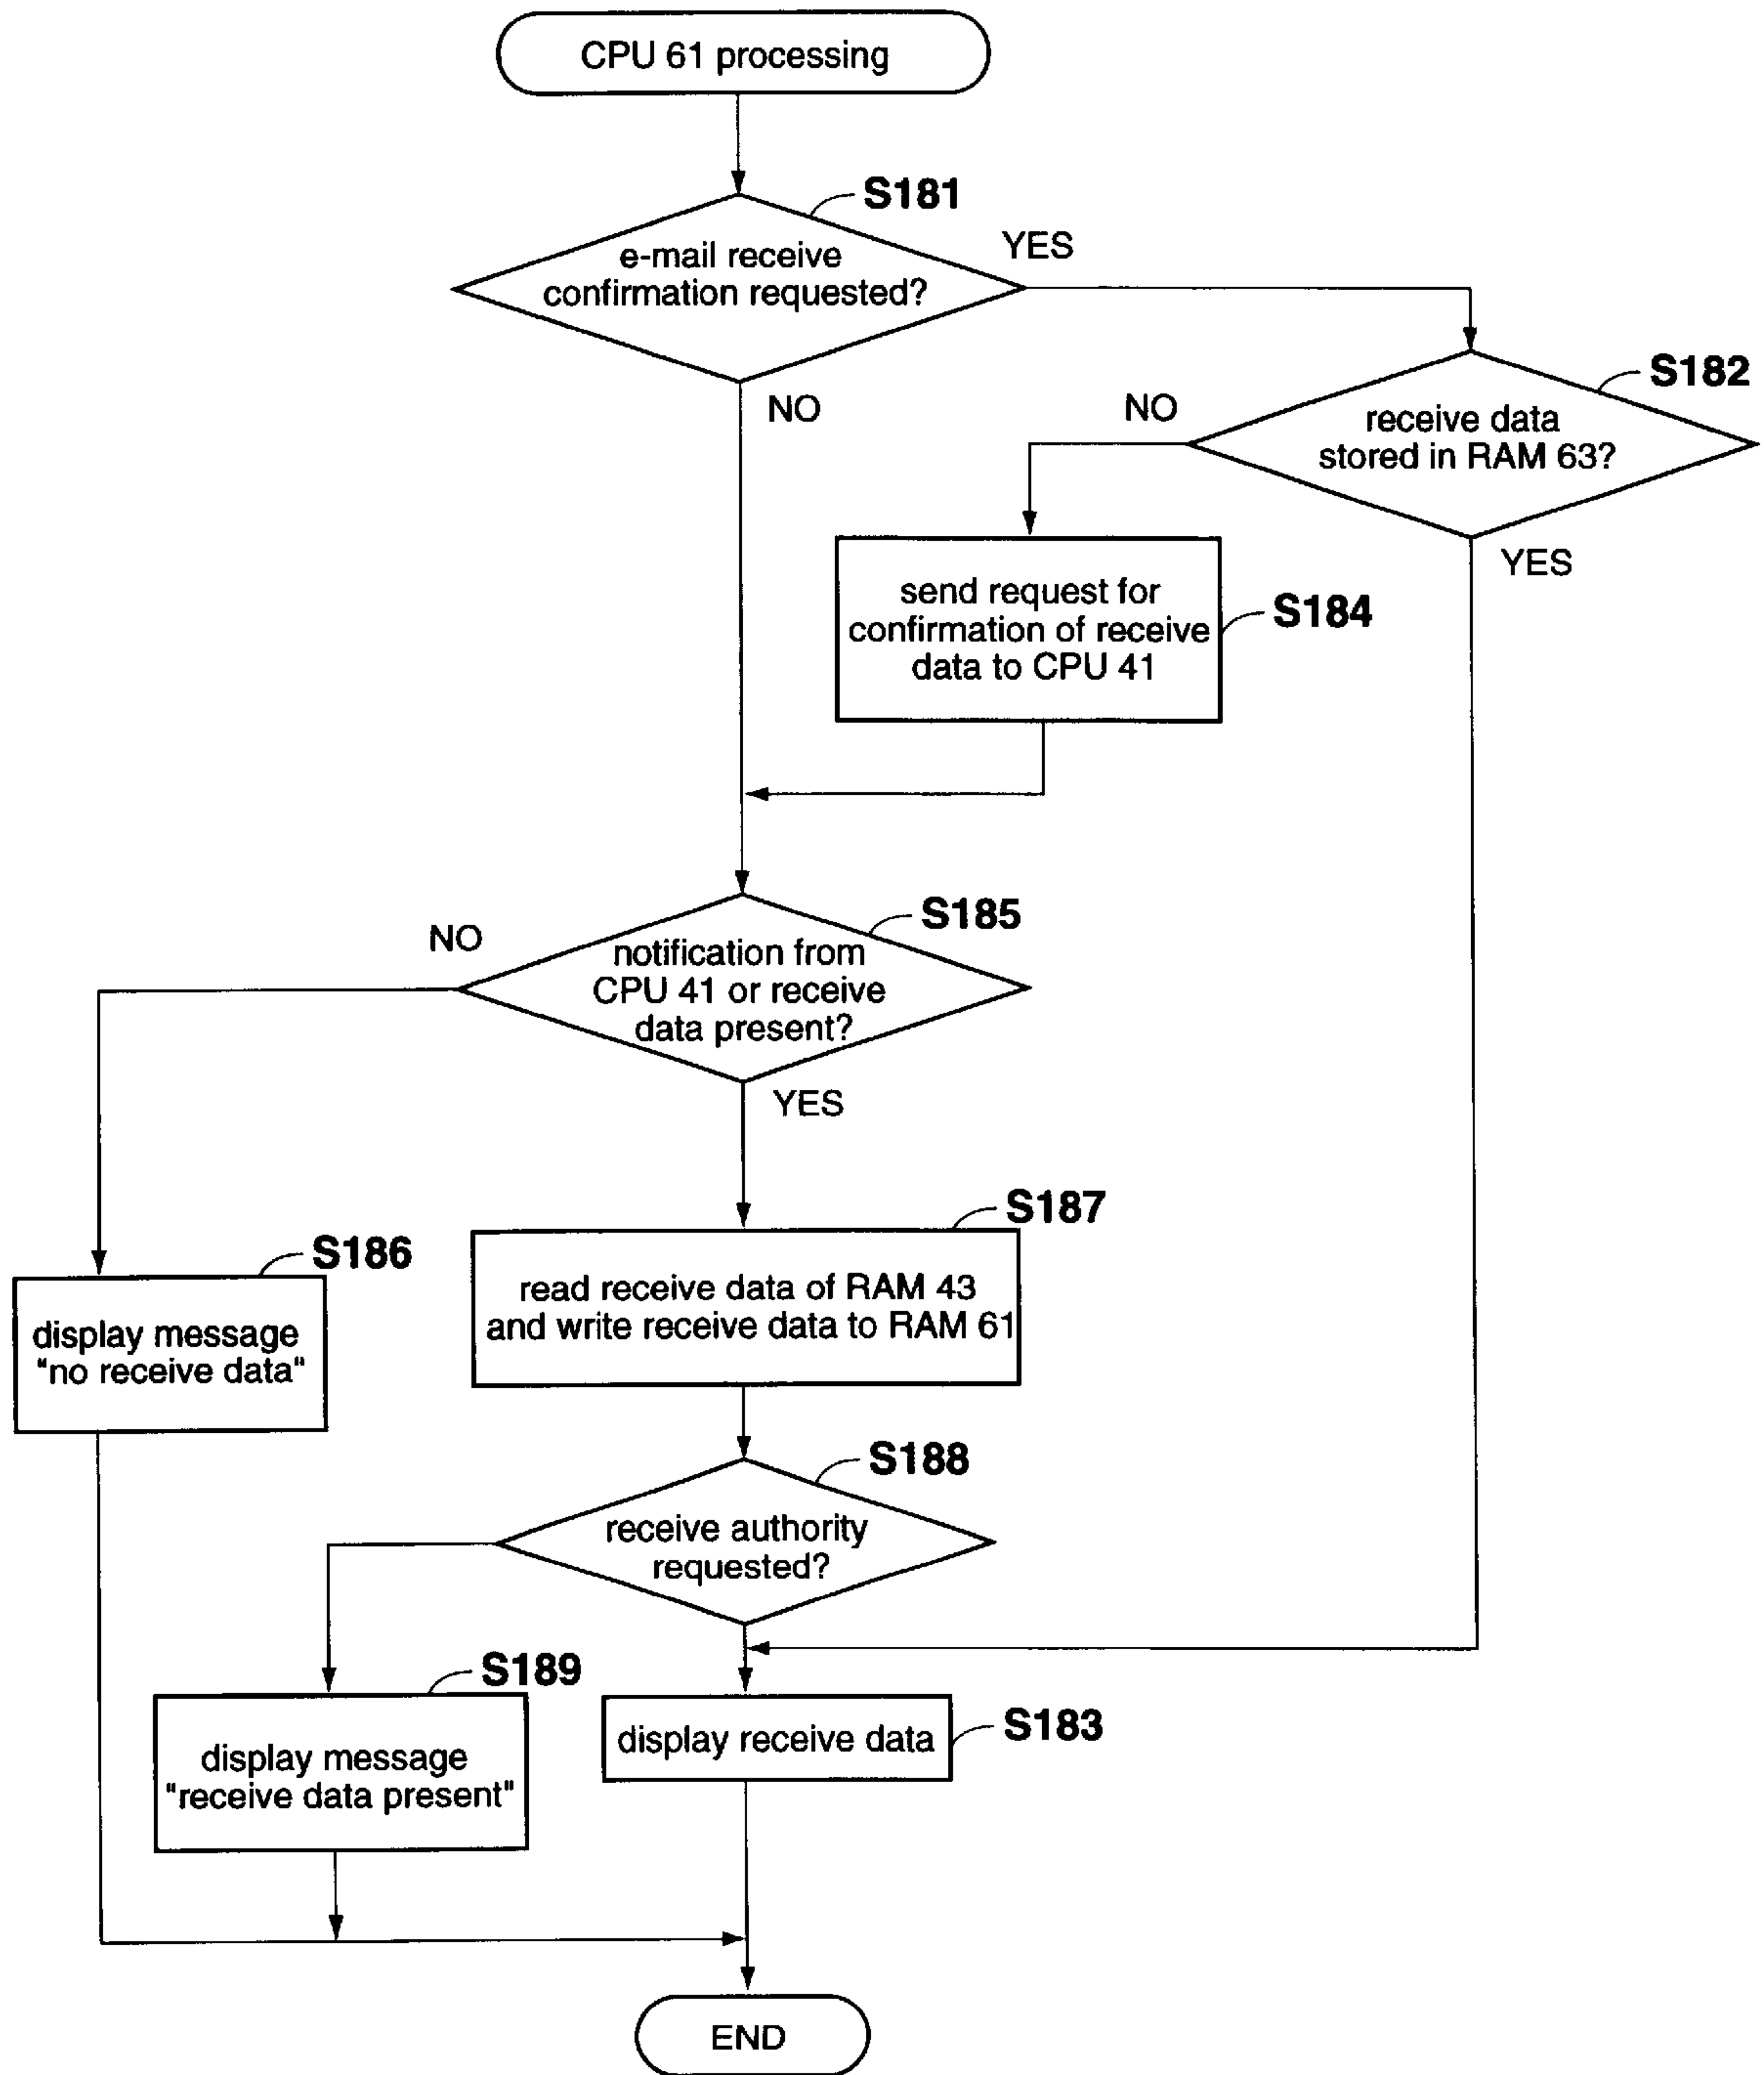 CPU 61 processing
S181
e-mail receive
confirmation requested?
YES
NO
S182
receive data
stored in RAM 63?
NO
YES
send request for
confirmation of receive
data to CPU 41
S184
S185
notification from
CPU 41 or receive
data present?
NO
YES
S187
read receive data of RAM 43
and write receive data to RAM 61
S186
display message
"no receive data"
S188
receive authority
requested?
S189
display message
"receive data present"
display receive data
S183
END